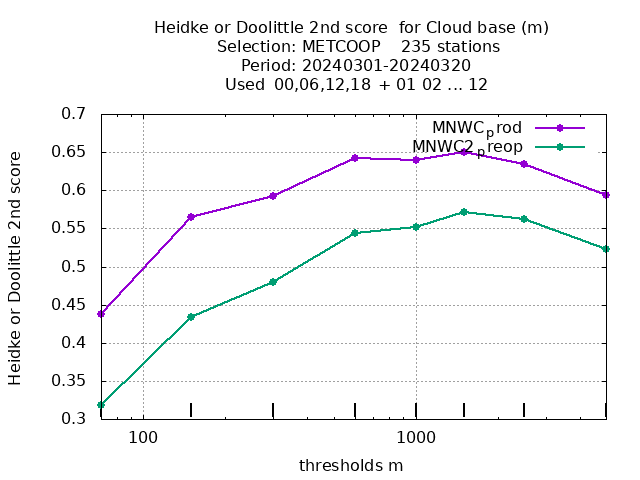 Heidke or Doolittle 2nd score  for Cloud base (m)
Selection: METCOOP    235 stations
Period: 20240301-20240320
Used  00,06,12,18 + 01 02 ... 12
MNWCprod
MNWC2preop
0.7
0.65
0.6
0.55
0.5
0.45
0.4
0.35
0.3
Heidke or Doolittle 2nd score
100
1000
thresholds m